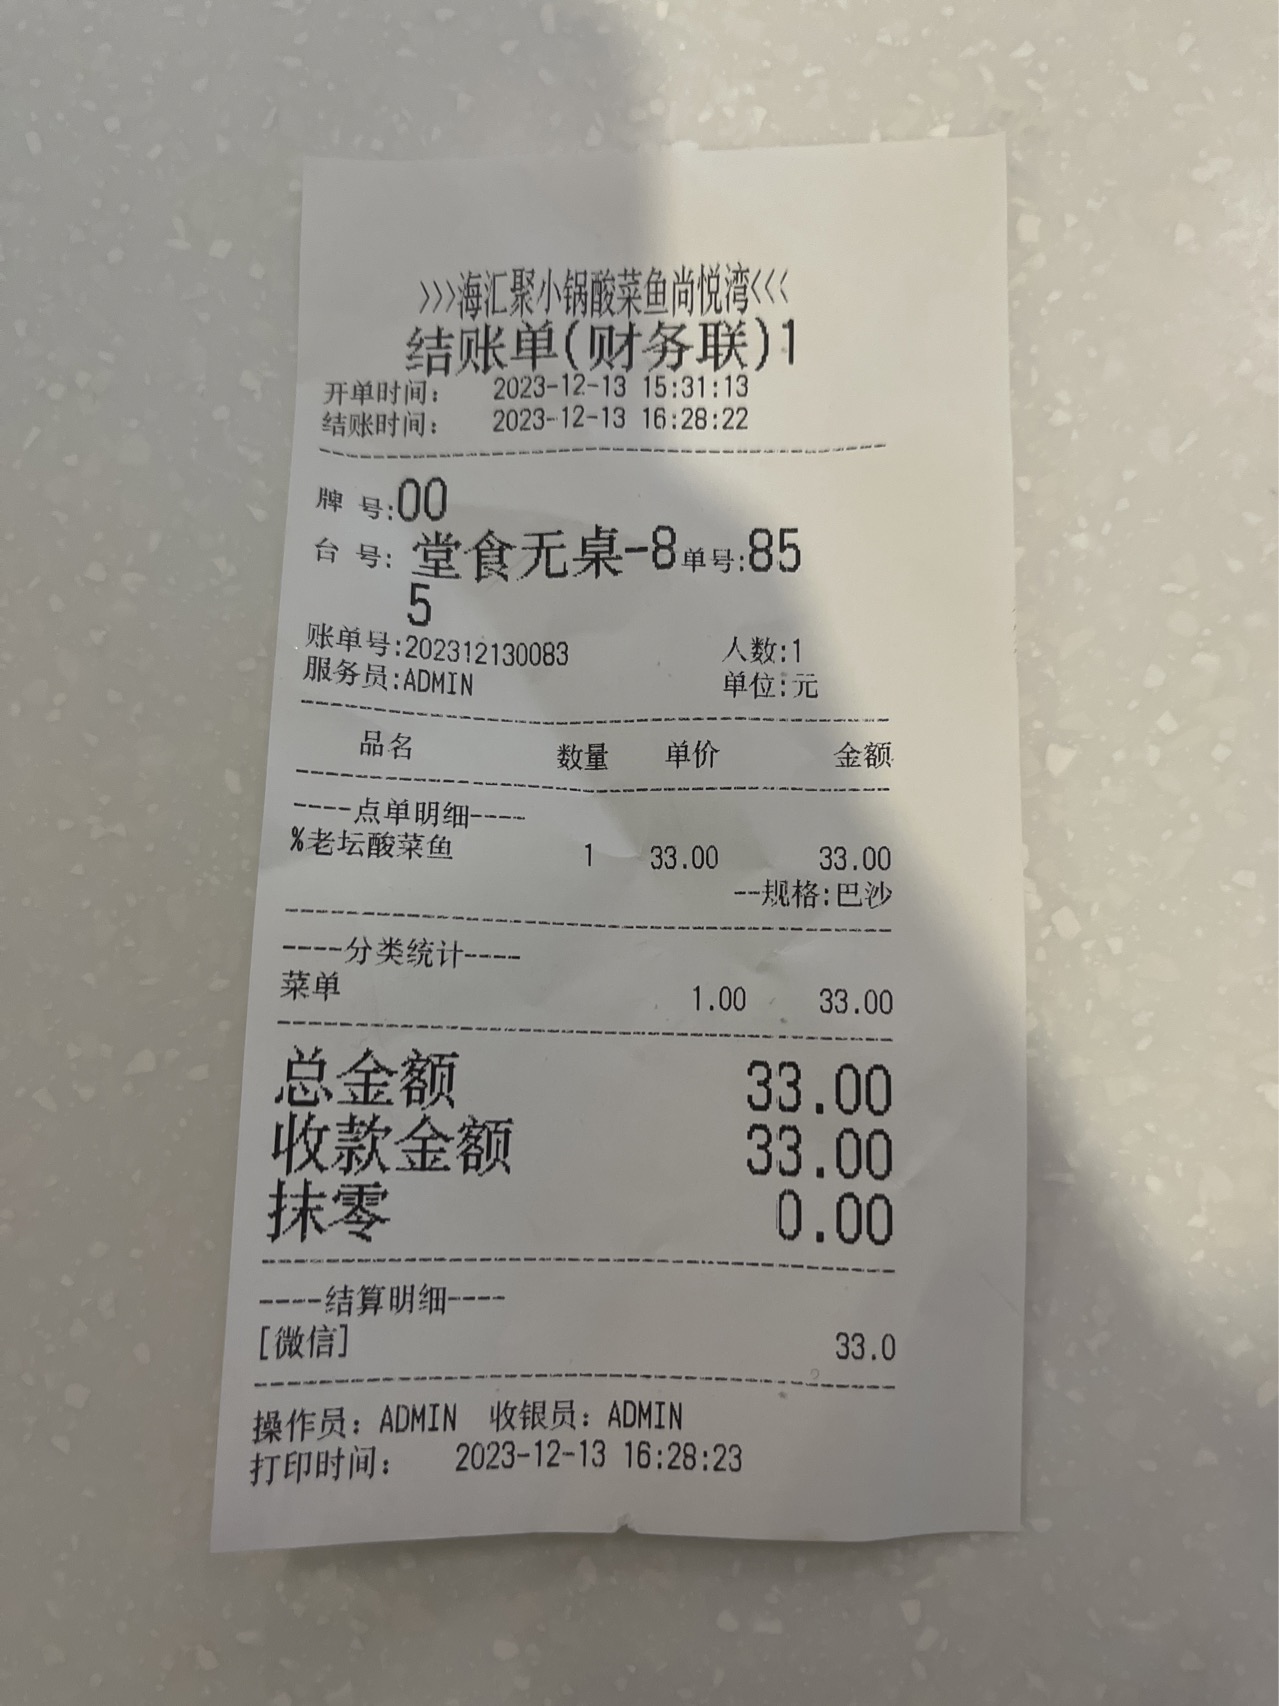 >>>海汇聚小锅酸菜鱼尚悦湾<<<
结账单(财务联)1
开单时间: 2023-12-13 15:31:13
结账时间: 2023-12-13 16:28:22
牌 号:00
台 号: 堂食无桌-8单号:85
5
账单号:202312130083 人数:1
服务员:ADMIN 单位:元
品名 数量 单价 金额
----点单明细----
%老坛酸菜鱼 1 33.00 33.00
--规格:巴沙
----分类统计----
菜单 1.00 33.00
总金额 33.00
收款金额 33.00
抹零 0.00
----结算明细----
[微信] 33.0
操作员: ADMIN 收银员: ADMIN
打印时间: 2023-12-13 16:28:23